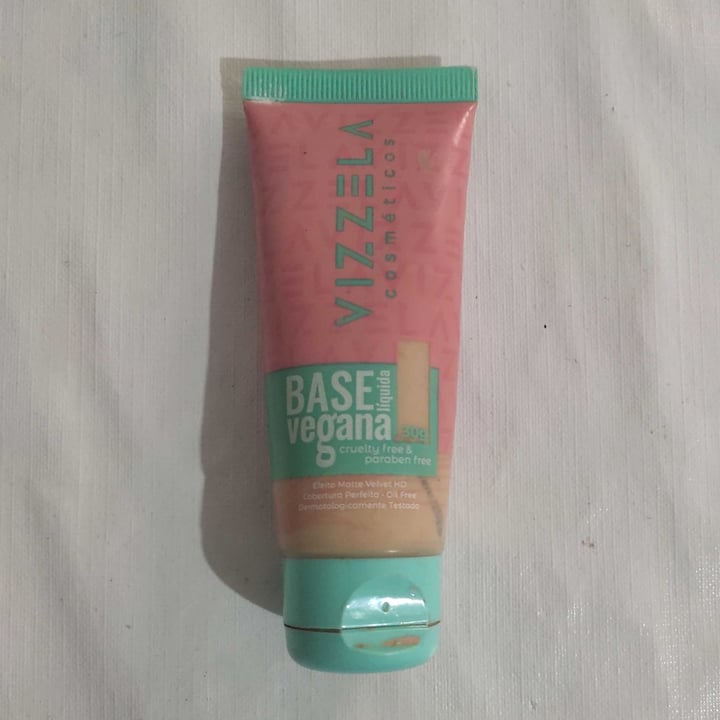 VIZZELA
cosméticos
BASE
líquida
vegana
30g
cruelty free &
paraben free
Efeito Matte Velvet HD
Cobertura Perfeita - Oil Free
Dermatologicamente Testado